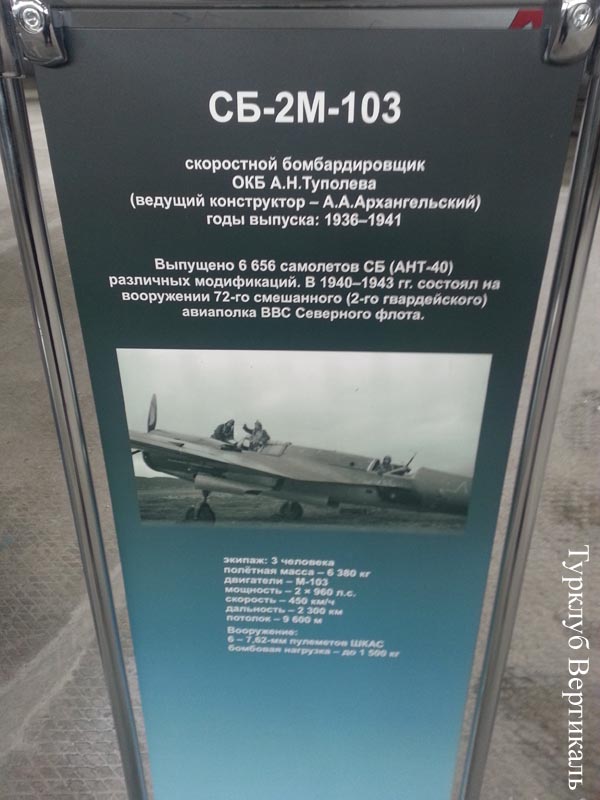 СБ-2М-103
скоростной бомбардировщик
ОКБ А.Н.Туполева
(ведущий конструктор – А.А.Архангельский)
годы выпуска: 1936–1941
Выпущено 6 656 самолетов СБ (АНТ-40)
различных модификаций. В 1940–1943 гг. состоял на
вооружении 72-го смешанного (2-го гвардейского)
авиаполка ВВС Северного флота.
экипаж: 3 человека
полётная масса – 6 380 кг
двигатели – М-103
мощность – 2 × 960 л.с.
скорость – 450 км/ч
дальность – 2 300 км
потолок – 9 600 м
Вооружение:
6 – 7,62-мм пулеметов ШКАС
бомбовая нагрузка – до 1 500 кг
Турклуб Вертикаль